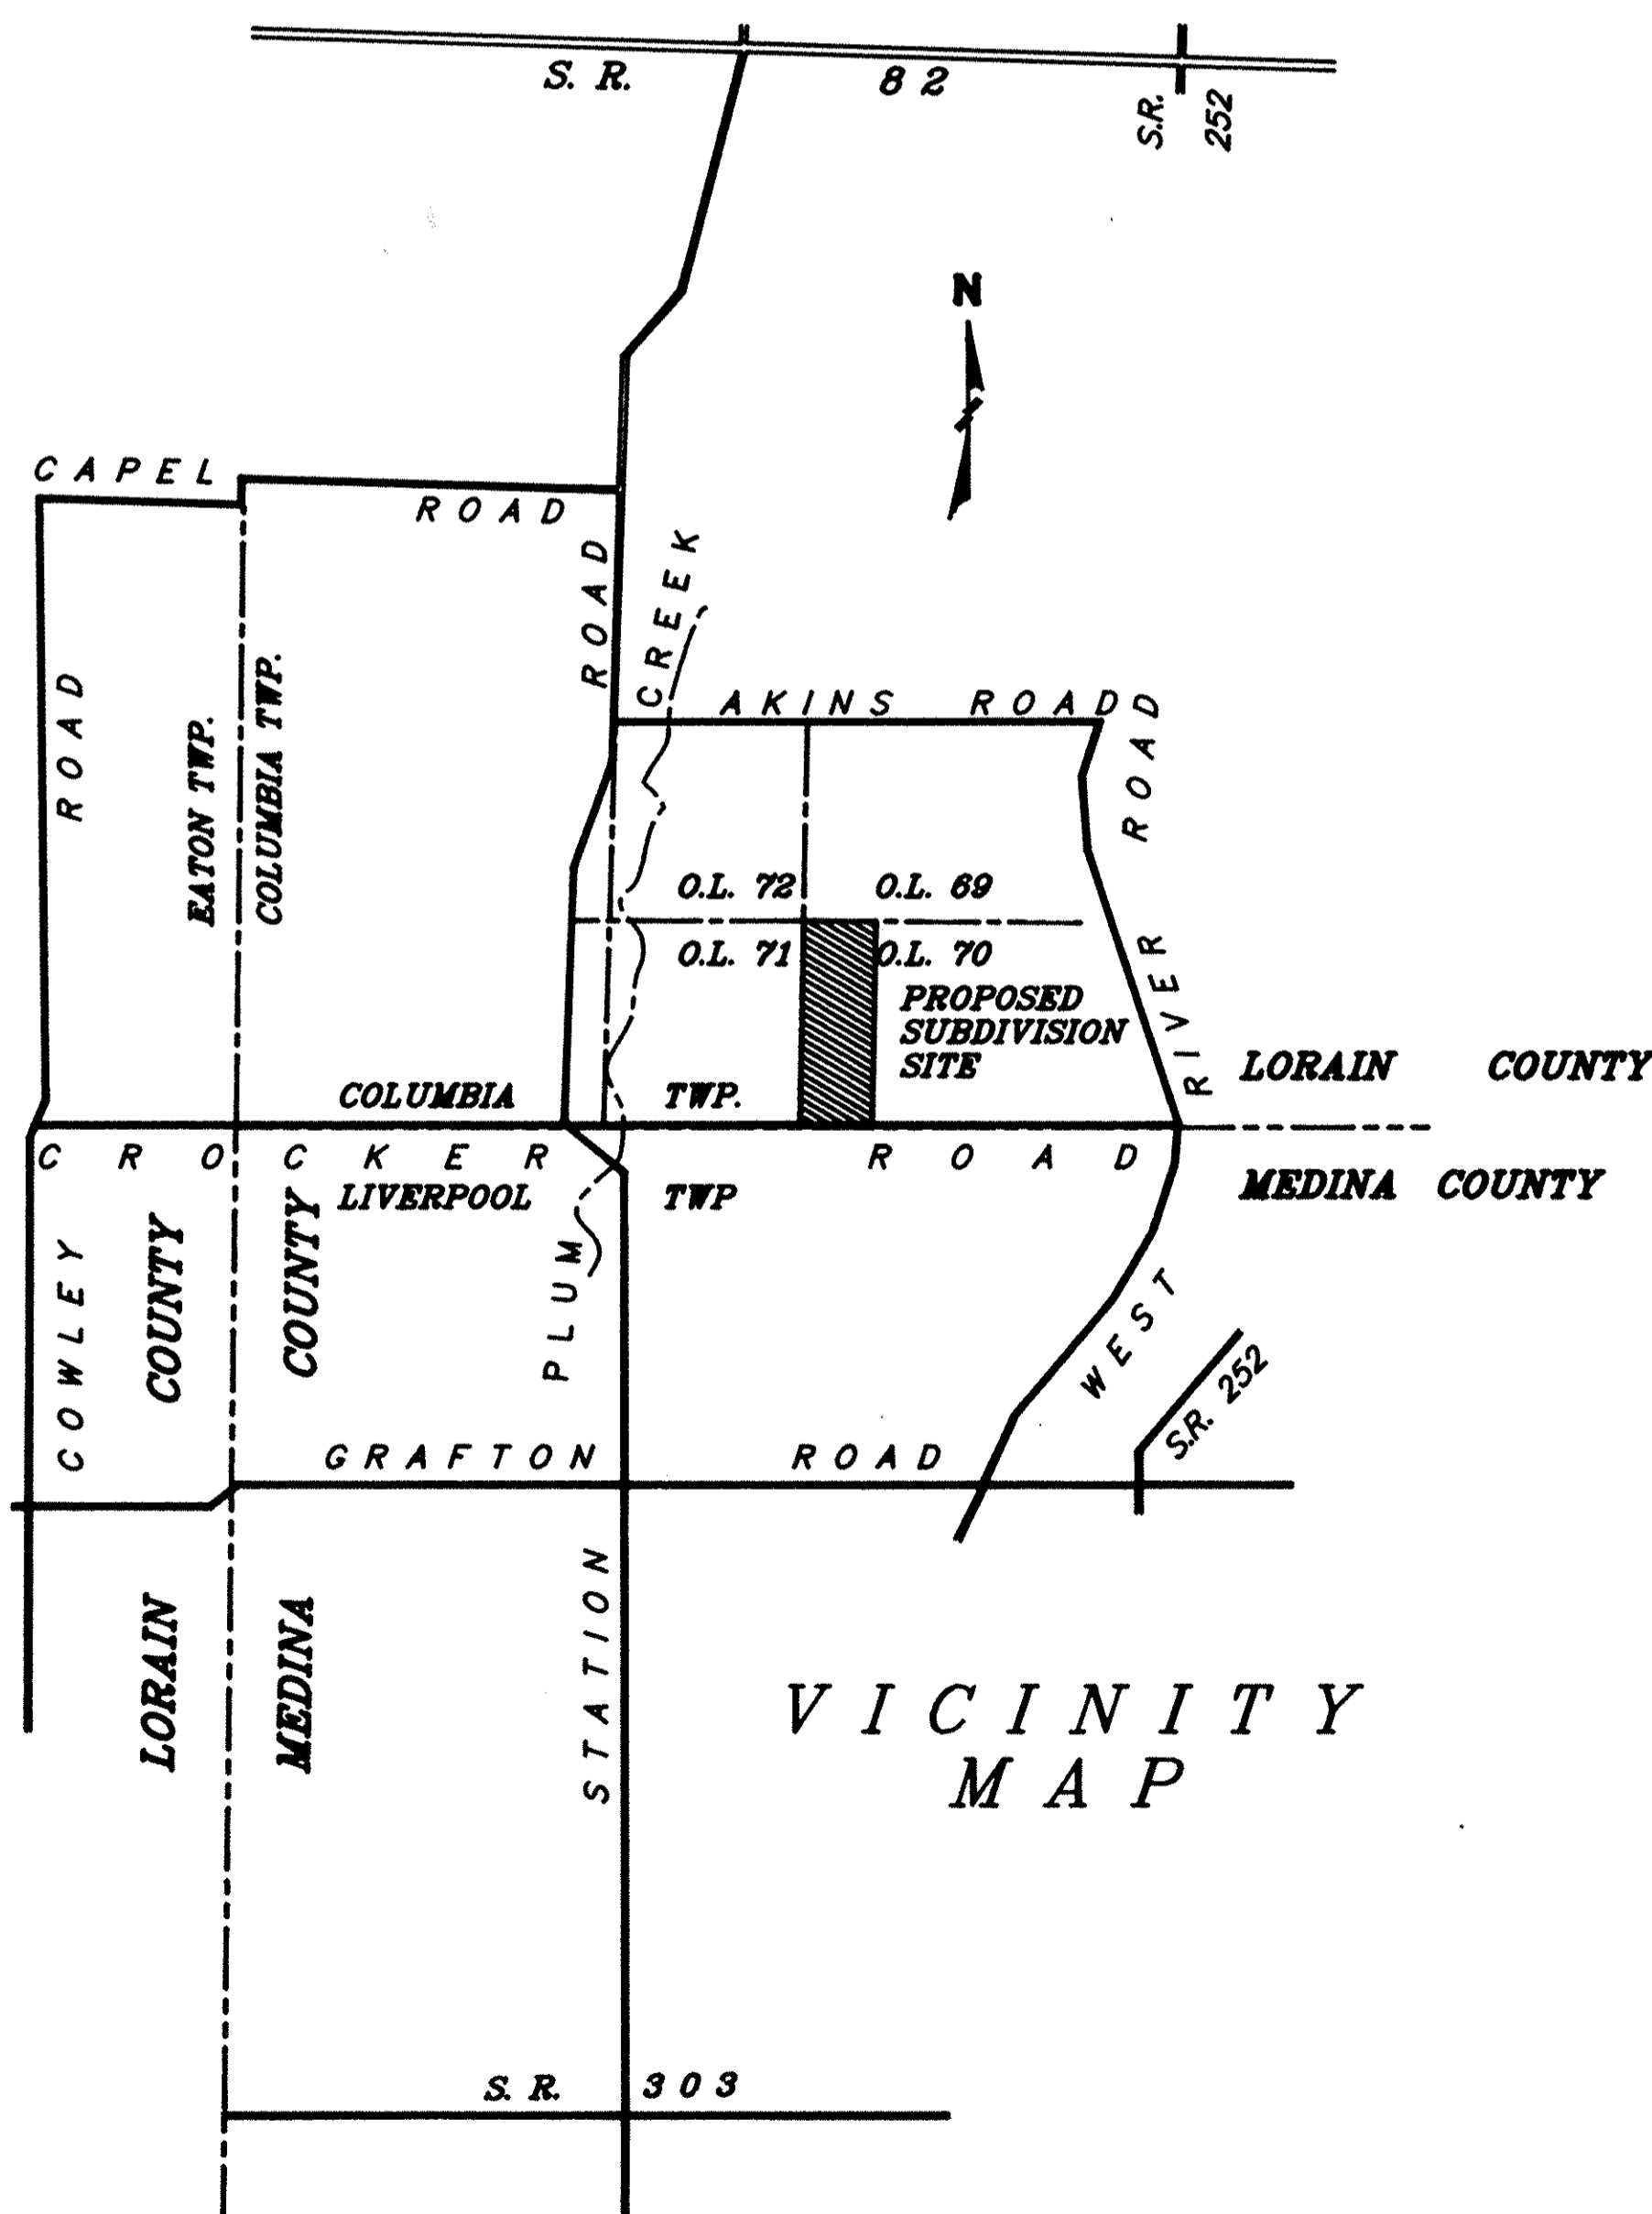 S. R. 82
S.R. 252
N
CAPEL
ROAD
ROAD
CREEK
ROAD
EATON TWP.
COLUMBIA TWP.
AKINS ROAD
ROAD
O.L. 72
O.L. 69
O.L. 71
O.L. 70
PROPOSED
SUBDIVISION
SITE
RIVER
COLUMBIA TWP.
LORAIN COUNTY
CROCKER ROAD
LIVERPOOL TWP
MEDINA COUNTY
COWLEY
COUNTY
COUNTY
PLUM
WEST
S.R. 252
GRAFTON ROAD
LORAIN
MEDINA
STATION
VICINITY
MAP
S. R. 303